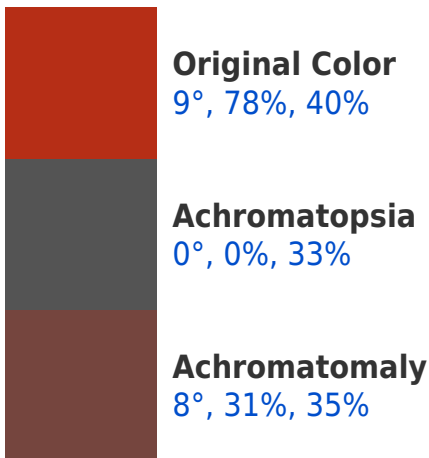 Original Color
9°, 78%, 40%
Achromatopsia
0°, 0%, 33%
Achromatomaly
8°, 31%, 35%